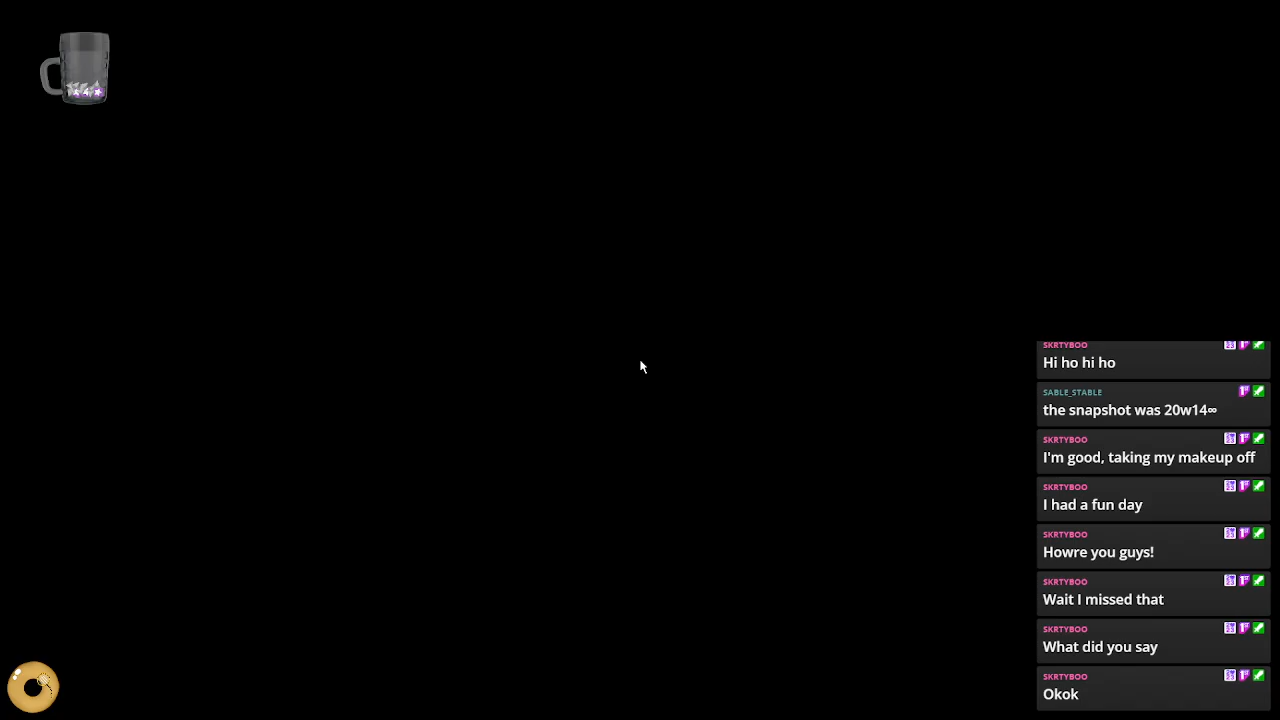 SKRTYBOO
Hi ho hi ho
SABLE_STABLE
the snapshot was 20w14∞
SKRTYBOO
I'm good, taking my makeup off
SKRTYBOO
I had a fun day
SKRTYBOO
Howre you guys!
SKRTYBOO
Wait I missed that
SKRTYBOO
What did you say
SKRTYBOO
Okok